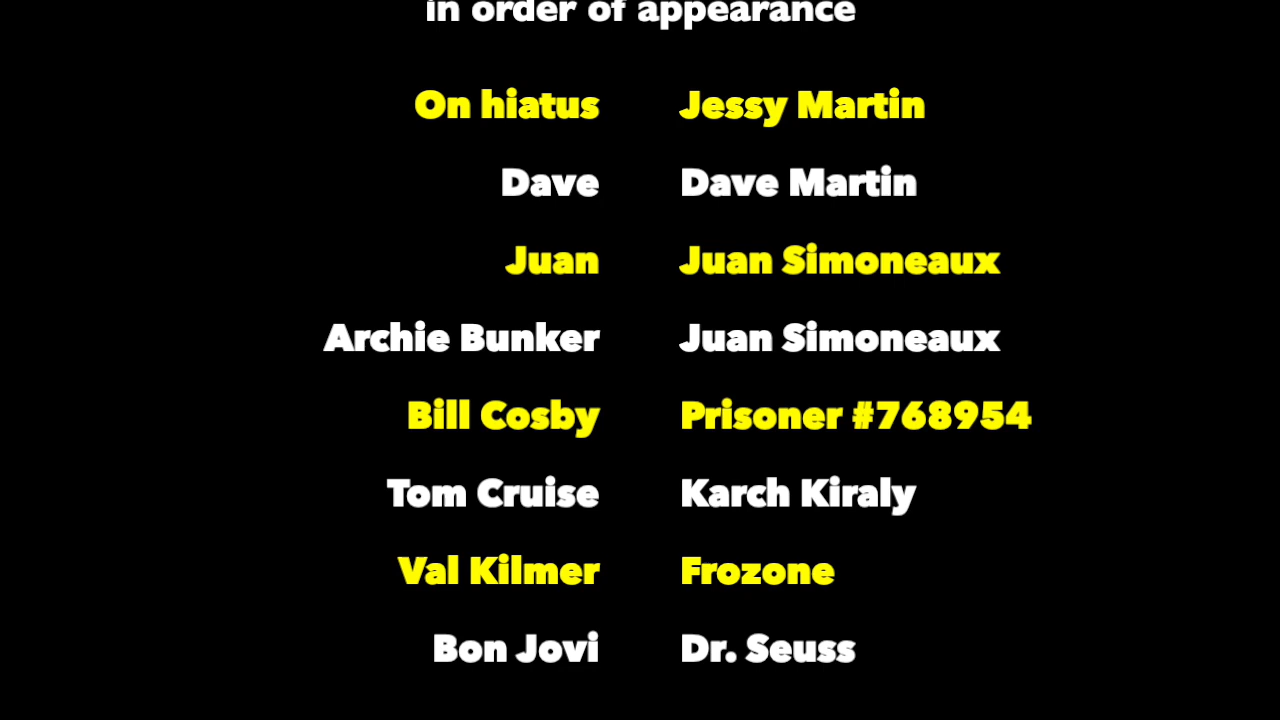 in order of appearance
On hiatus Jessy Martin
Dave Dave Martin
Juan Juan Simoneaux
Archie Bunker Juan Simoneaux
Bill Cosby Prisoner #768954
Tom Cruise Karch Kiraly
Val Kilmer Frozone
Bon Jovi Dr. Seuss